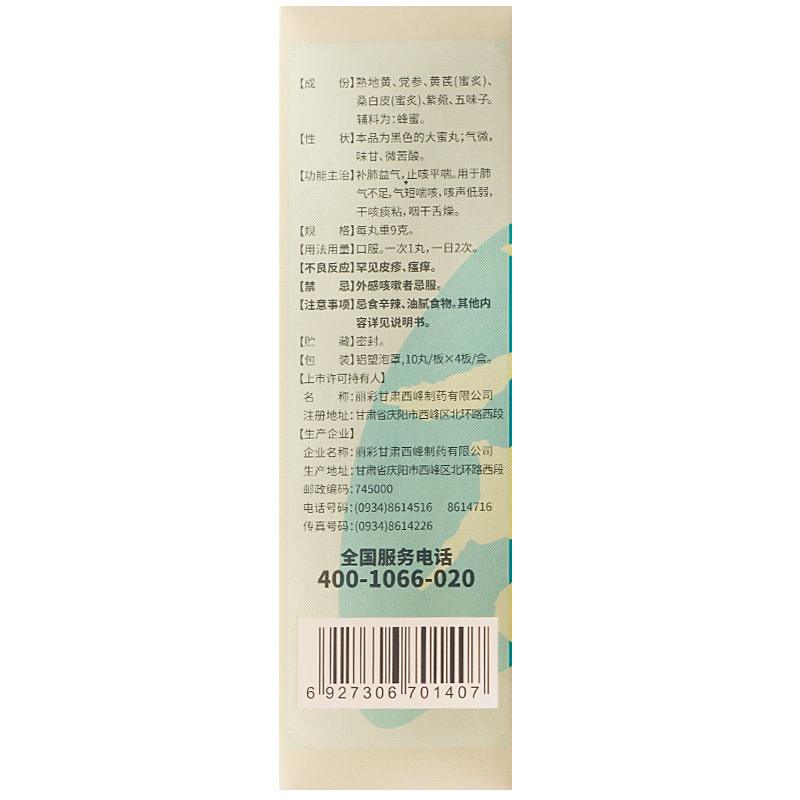 【成　　份】熟地黄、党参、黄芪(蜜炙)、
桑白皮(蜜炙)、紫菀、五味子。
辅料为：蜂蜜。
【性　　状】本品为黑色的大蜜丸；气微，
味甘、微苦酸。
【功能主治】补肺益气，止咳平喘。用于肺
气不足，气短喘咳，咳声低弱，
干咳痰粘，咽干舌燥。
【规　　格】每丸重9克。
【用法用量】口服。一次1丸，一日2次。
【不良反应】罕见皮疹、瘙痒。
【禁　　忌】外感咳嗽者忌服。
【注意事项】忌食辛辣、油腻食物。其他内
容详见说明书。
【贮　　藏】密封。
【包　　装】铝塑泡罩，10丸/板×4板/盒。
【上市许可持有人】
名　　称：丽彩甘肃西峰制药有限公司
注册地址：甘肃省庆阳市西峰区北环路西段
【生产企业】
企业名称：丽彩甘肃西峰制药有限公司
生产地址：甘肃省庆阳市西峰区北环路西段
邮政编码：745000
电话号码：(0934)8614516　8614716
传真号码：(0934)8614226
全国服务电话
400-1066-020
6 927306 701407